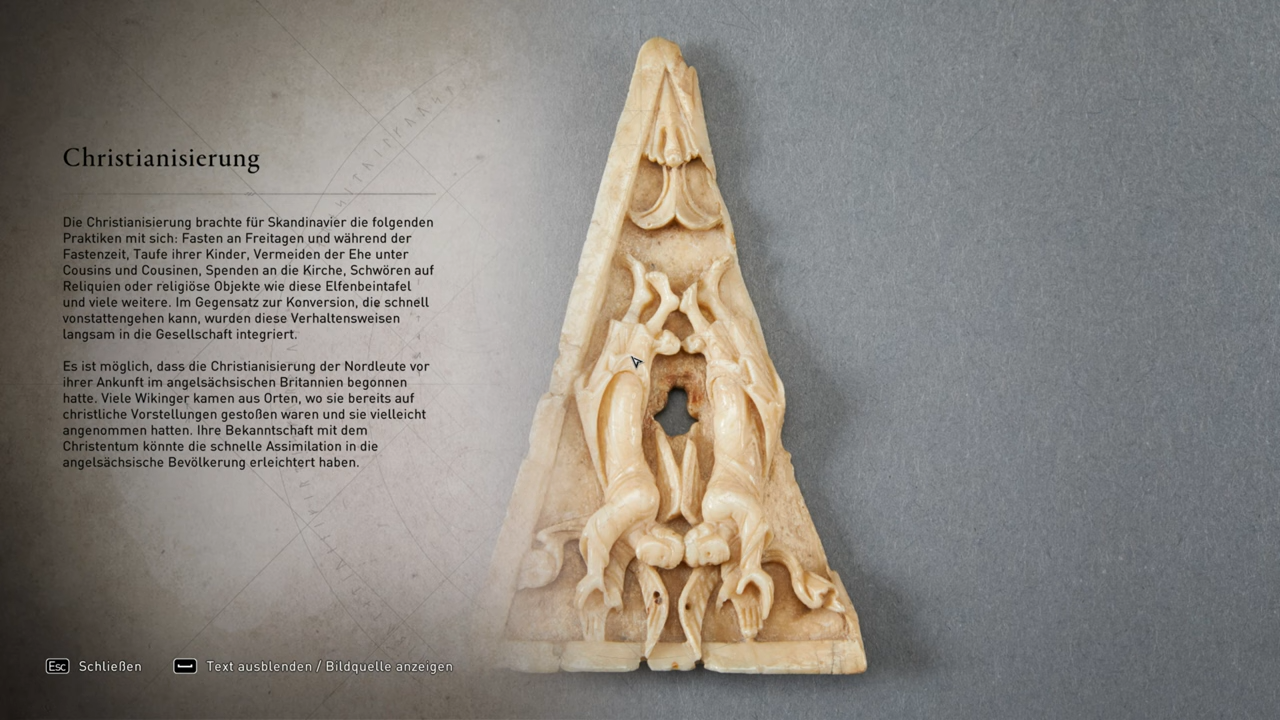 Christianisierung
Die Christianisierung brachte für Skandinavier die folgenden
Praktiken mit sich: Fasten an Freitagen und während der
Fastenzeit, Taufe ihrer Kinder, Vermeiden der Ehe unter
Cousins und Cousinen, Spenden an die Kirche, Schwören auf
Reliquien oder religiöse Objekte wie diese Elfenbeintafel
und viele weitere. Im Gegensatz zur Konversion, die schnell
vonstattengehen kann, wurden diese Verhaltensweisen
langsam in die Gesellschaft integriert.
Es ist möglich, dass die Christianisierung der Nordleute vor
ihrer Ankunft im angelsächsischen Britannien begonnen
hatte. Viele Wikinger kamen aus Orten, wo sie bereits auf
christliche Vorstellungen gestoßen waren und sie vielleicht
angenommen hatten. Ihre Bekanntschaft mit dem
Christentum könnte die schnelle Assimilation in die
angelsächsische Bevölkerung erleichtert haben.
Esc Schließen Text ausblenden / Bildquelle anzeigen